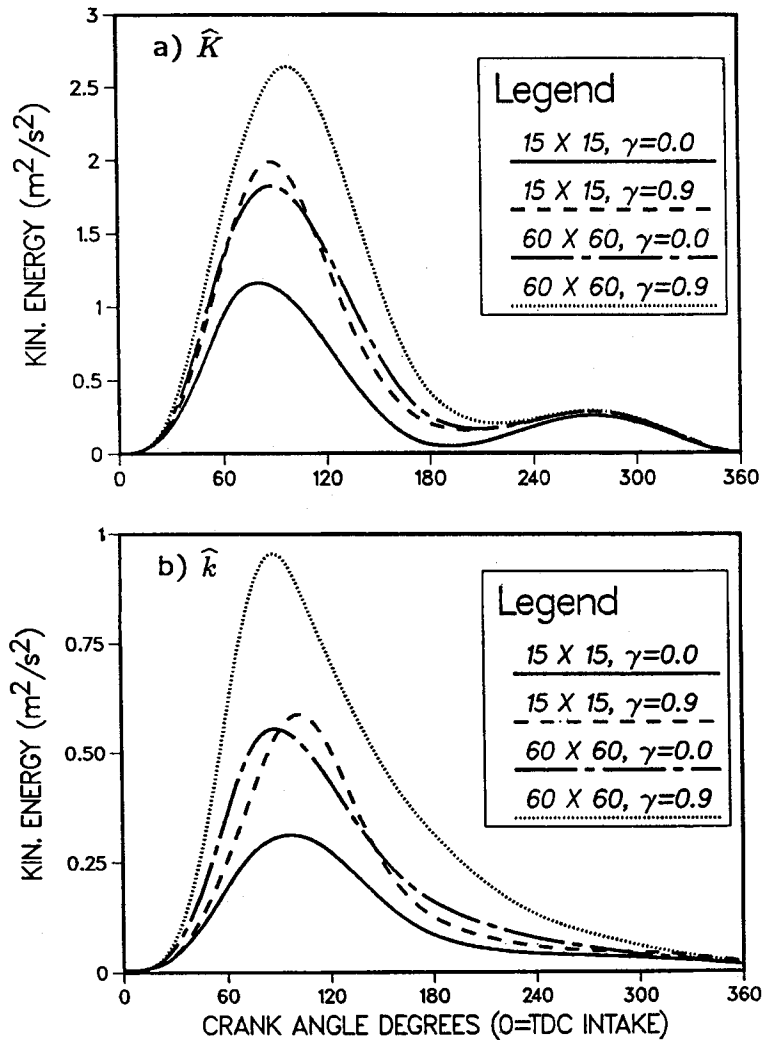 a) K̂
KIN. ENERGY (m²/s²)
3
2.5
2
1.5
1
0.5
0
0 60 120 180 240 300 360
Legend
15 X 15, γ=0.0
15 X 15, γ=0.9
60 X 60, γ=0.0
60 X 60, γ=0.9
b) k̂
KIN. ENERGY (m²/s²)
1
0.75
0.50
0.25
0
0 60 120 180 240 300 360
CRANK ANGLE DEGREES (0=TDC INTAKE)
Legend
15 X 15, γ=0.0
15 X 15, γ=0.9
60 X 60, γ=0.0
60 X 60, γ=0.9